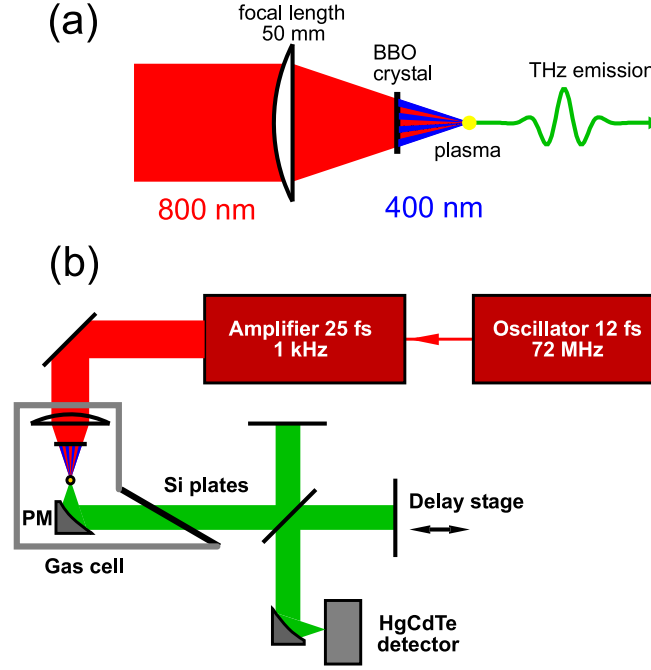 (a)
focal length
50 mm
BBO
crystal
THz emission
plasma
800 nm
400 nm
(b)
Amplifier 25 fs
1 kHz
Oscillator 12 fs
72 MHz
Si plates
Delay stage
PM
Gas cell
HgCdTe
detector